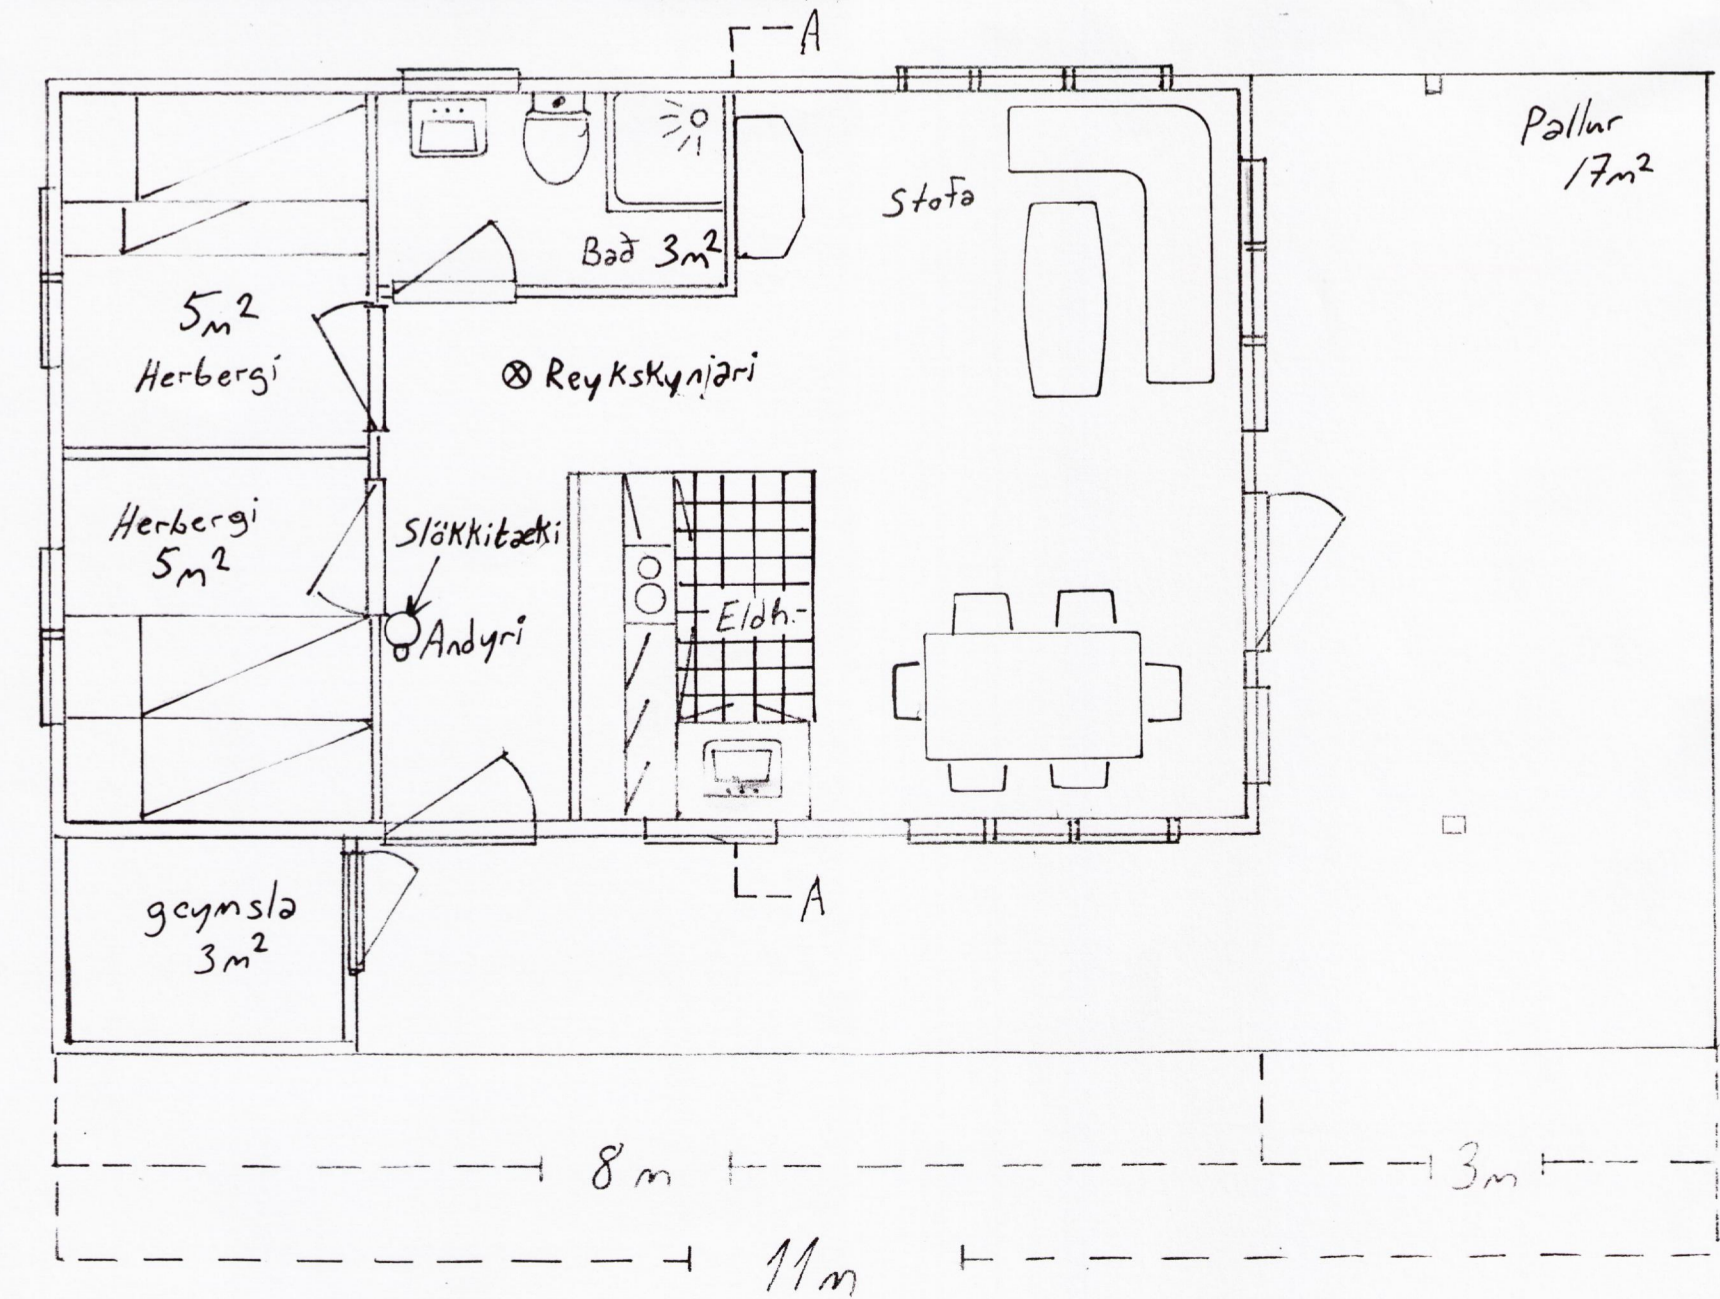 A
Pallur
17m²
Stofa
Bað 3m²
5m²
Herbergi
Reykskynjari
Herbergi
5m²
Slökkitæki
Andyri
Eldh.-
A
geymsla
3m²
8m
3m
11m